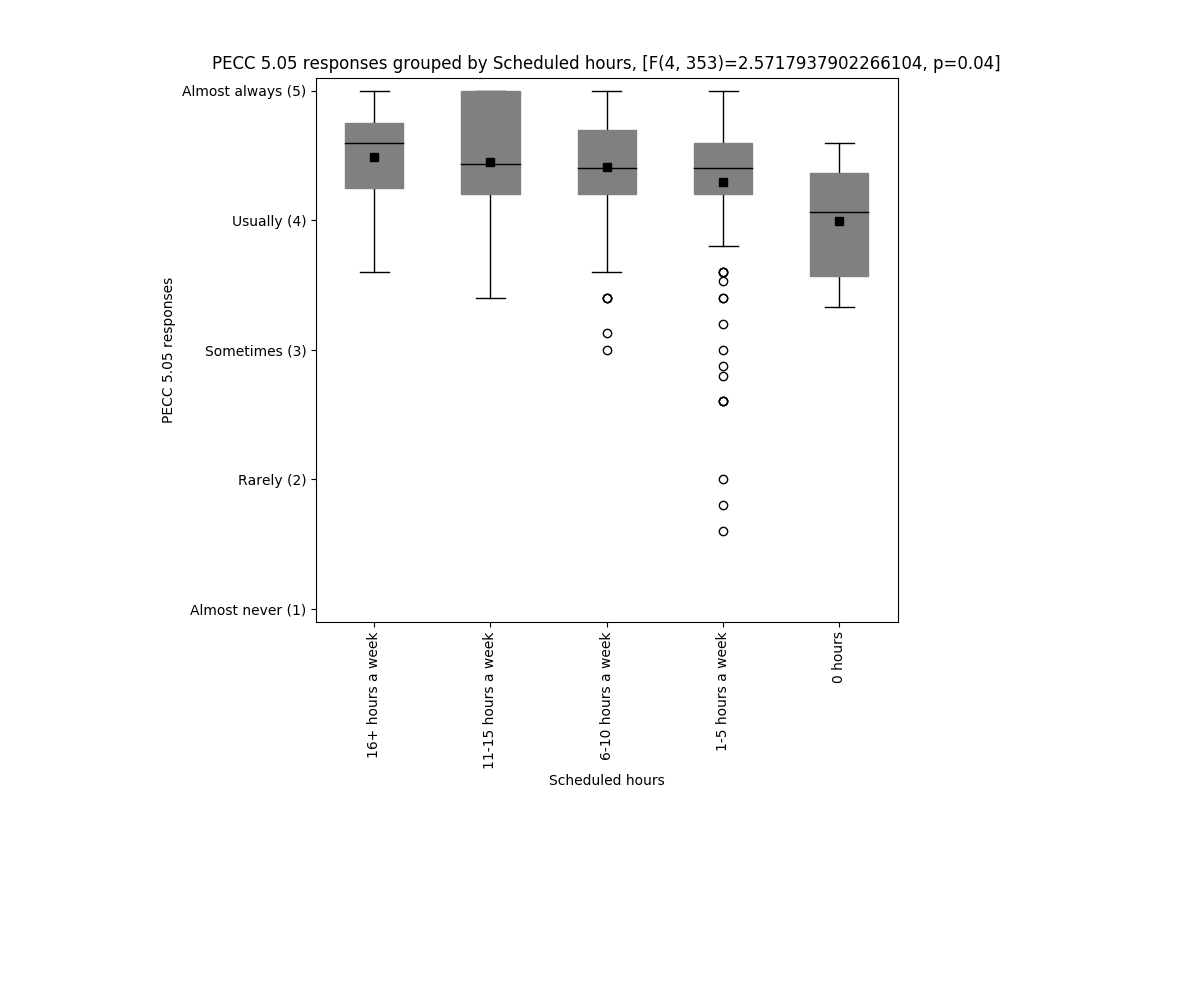 PECC 5.05 responses grouped by Scheduled hours, [F(4, 353)=2.5717937902266104, p=0.04]
Almost always (5)
Usually (4)
Sometimes (3)
Rarely (2)
Almost never (1)
PECC 5.05 responses
16+ hours a week
11-15 hours a week
6-10 hours a week
1-5 hours a week
0 hours
Scheduled hours